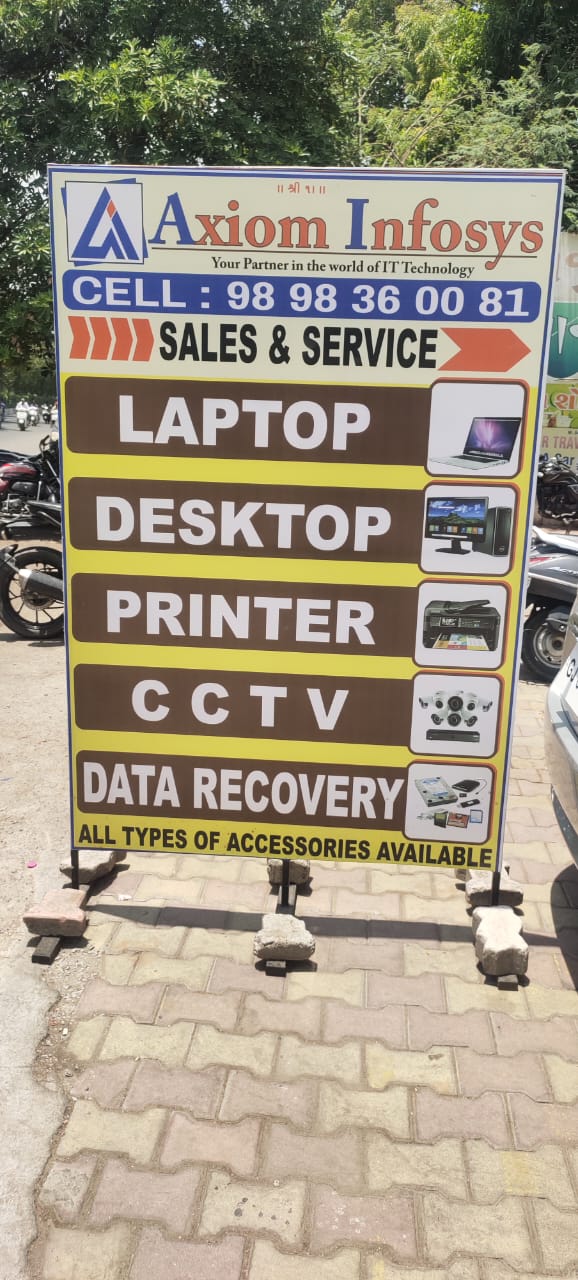 ॥ श्री १॥
Axiom Infosys
Your Partner in the world of IT Technology
CELL : 98 98 36 00 81
SALES & SERVICE
LAPTOP
DESKTOP
PRINTER
C C T V
DATA RECOVERY
ALL TYPES OF ACCESSORIES AVAILABLE